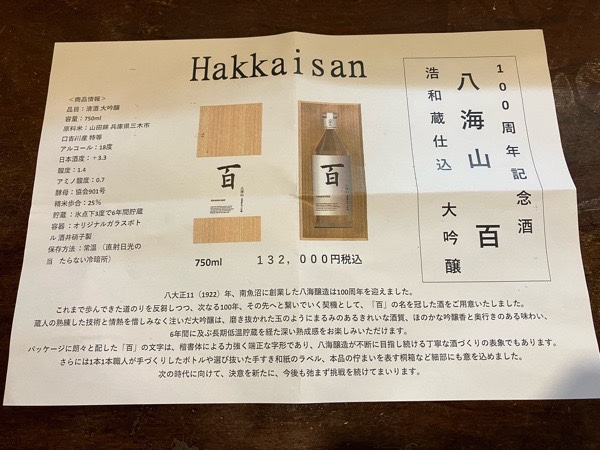 Hakkaisan
100周年記念酒
八海山 百
浩和蔵仕込 大吟醸
＜商品情報＞
品目：清酒 大吟醸
容量：750ml
原料米：山田錦 兵庫県三木市
口吉川産 特等
アルコール：18度
日本酒度：＋3.3
酸度：1.4
アミノ酸度：0.7
酵母：協会901号
精米歩合：25%
貯蔵：氷点下3度で6年間貯蔵
容器：オリジナルガラスボト
ル 酒井硝子製
保存方法：常温（直射日光の
当 たらない冷暗所）
百
百
750ml
132,000円税込
八大正11（1922）年、南魚沼に創業した八海醸造は100周年を迎えました。
これまで歩んできた道のりを反芻しつつ、次なる100年、その先へと繋いでいく契機として、「百」の名を冠した酒をご用意いたしました。
蔵人の熟練した技術と情熱を惜しみなく注いだ大吟醸は、磨き抜かれた玉のようにまるみのあるきれいな酒質、ほのかな吟醸香と奥行きのある味わい、
6年間に及ぶ長期低温貯蔵を経た深い熟成感をお楽しみいただけます。
パッケージに朗々と記した「百」の文字は、楷書体による力強く端正な字形であり、八海醸造が不断に目指し続ける丁寧な酒づくりの表象でもあります。
さらには1本1本職人が手づくりしたボトルや選び抜いた手すき和紙のラベル、本品の佇まいを表す桐箱など細部にも意を込めました。
次の時代に向けて、決意を新たに、今後も弛まず挑戦を続けてまいります。